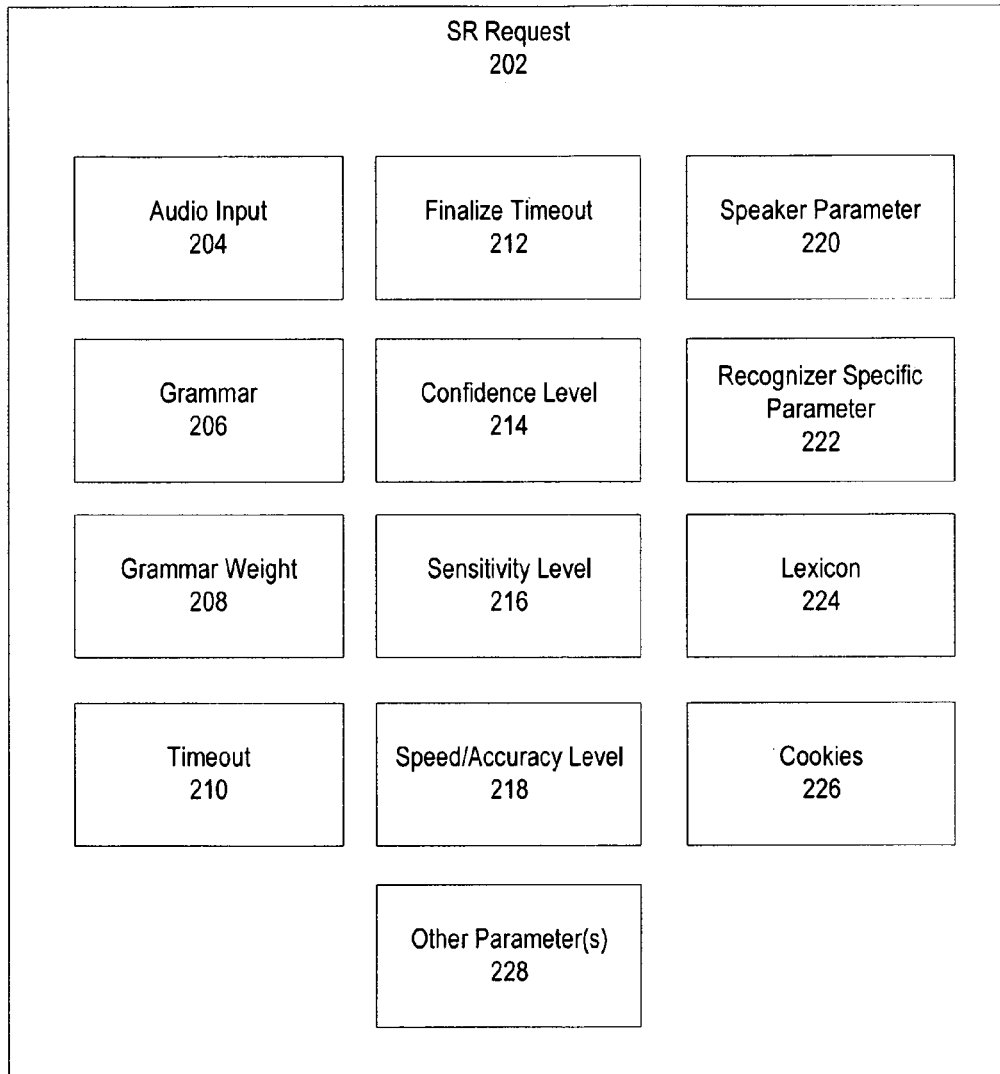 SR Request
202
Audio Input
204
Finalize Timeout
212
Speaker Parameter
220
Grammar
206
Confidence Level
214
Recognizer Specific
Parameter
222
Grammar Weight
208
Sensitivity Level
216
Lexicon
224
Timeout
210
Speed/Accuracy Level
218
Cookies
226
Other Parameter(s)
228